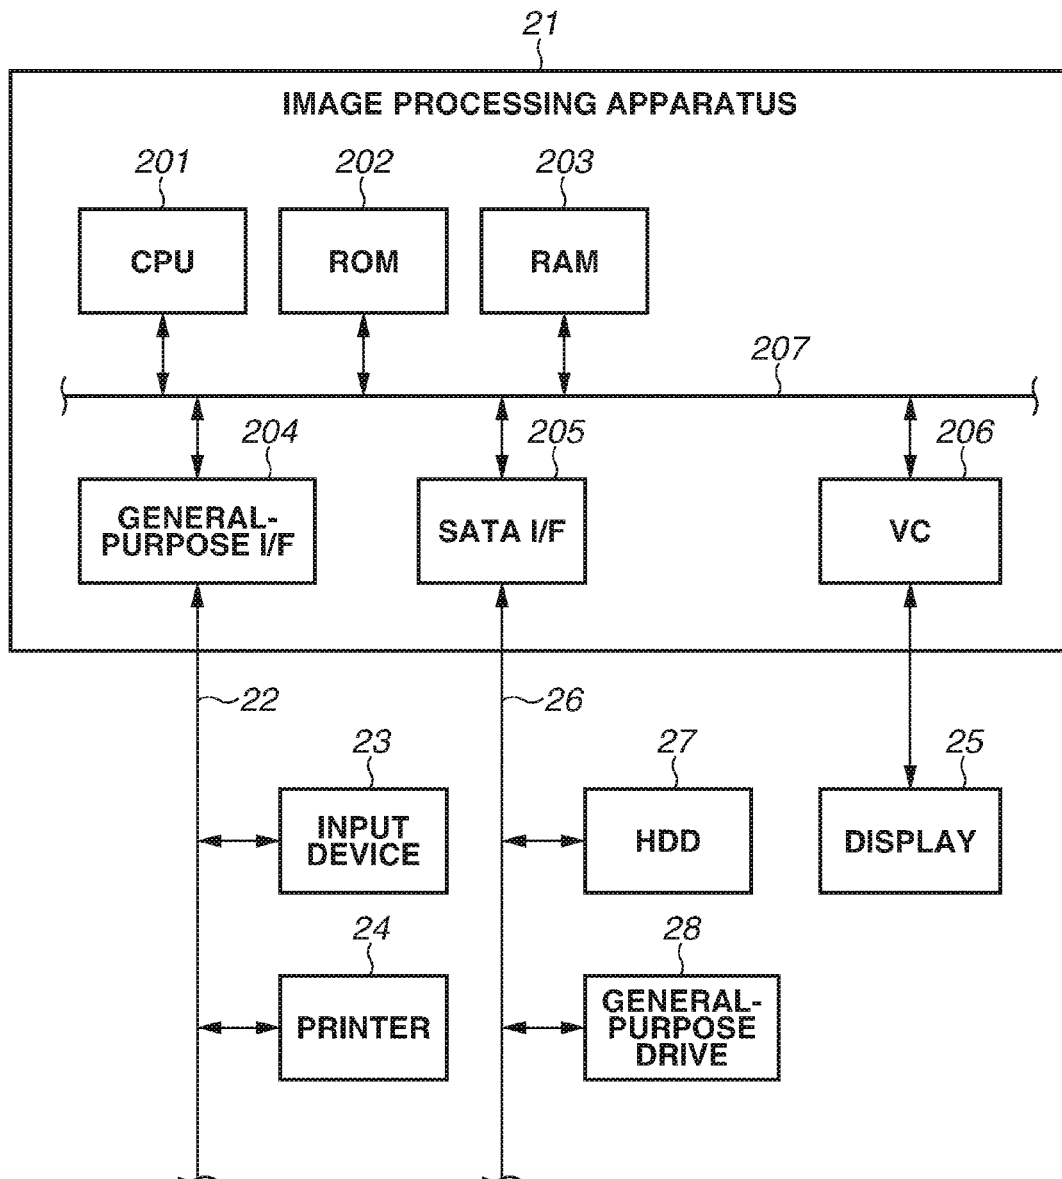 21
IMAGE PROCESSING APPARATUS
201
202
203
CPU
ROM
RAM
207
204
205
206
GENERAL-
PURPOSE I/F
SATA I/F
VC
22
26
23
27
25
INPUT
DEVICE
HDD
DISPLAY
24
28
PRINTER
GENERAL-
PURPOSE
DRIVE